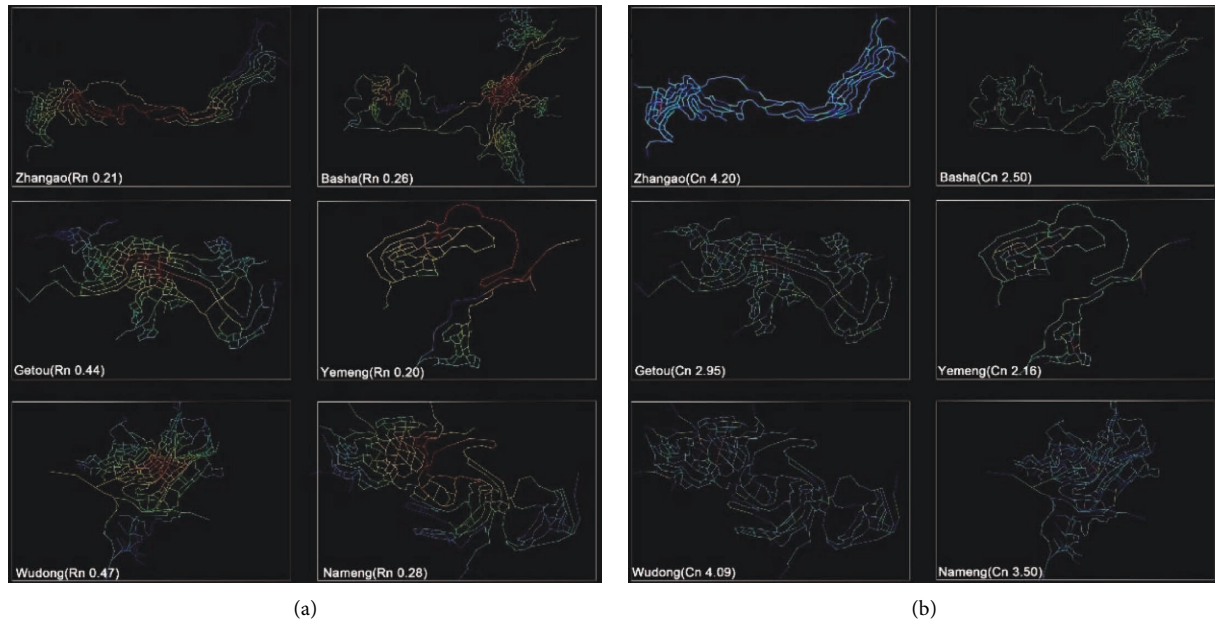 Zhangao(Rn 0.21)
Basha(Rn 0.26)
Getou(Rn 0.44)
Yemeng(Rn 0.20)
Wudong(Rn 0.47)
Nameng(Rn 0.28)
(a)
Zhangao(Cn 4.20)
Basha(Cn 2.50)
Getou(Cn 2.95)
Yemeng(Cn 2.16)
Wudong(Cn 4.09)
Nameng(Cn 3.50)
(b)